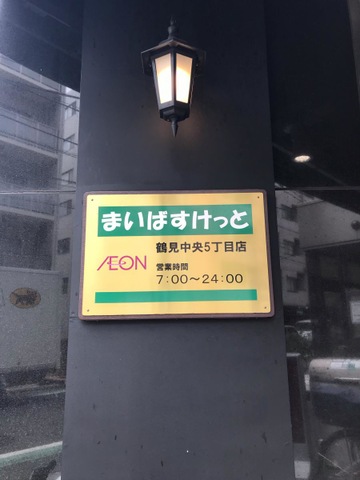 まいばすけっと
鶴見中央5丁目店
ÆON
営業時間
7:00〜24:00